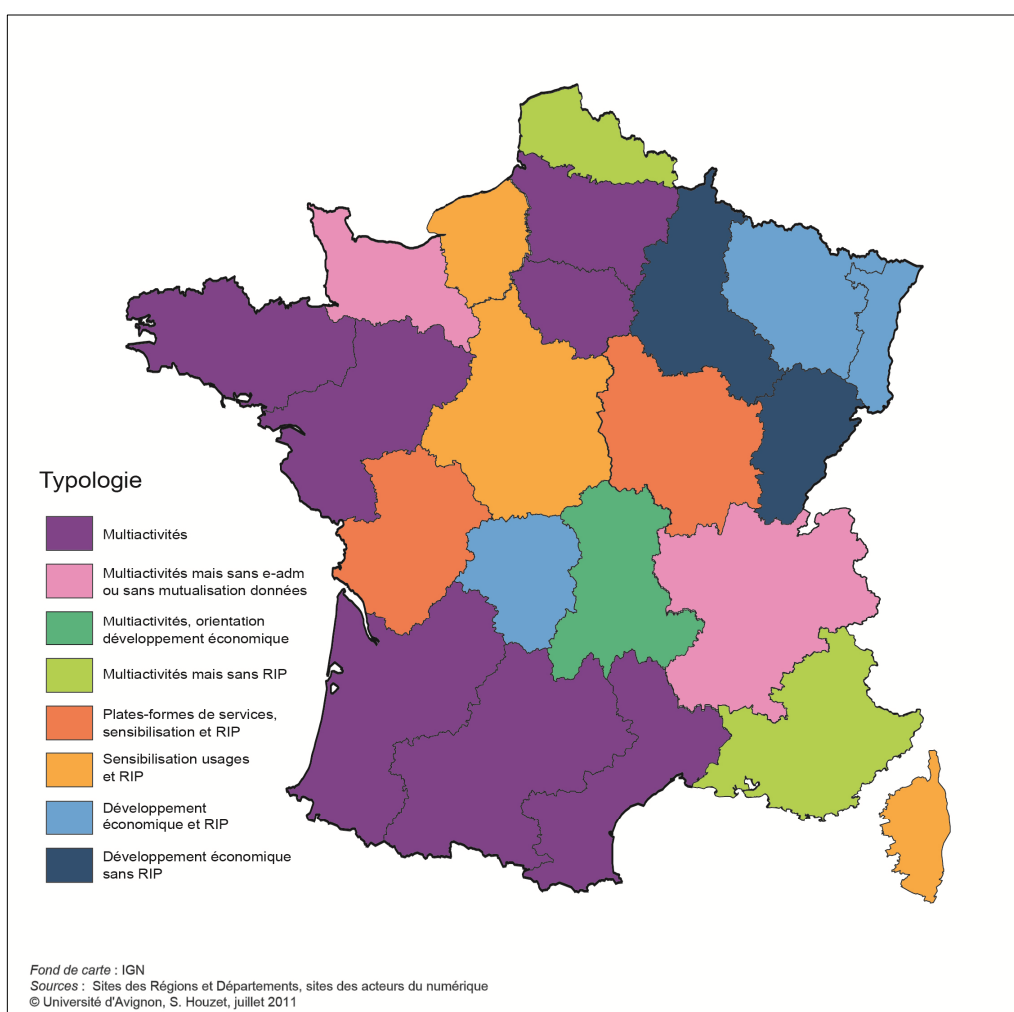 Typologie
Multiactivités
Multiactivités mais sans e-adm
ou sans mutualisation données
Multiactivités, orientation
développement économique
Multiactivités mais sans RIP
Plates-formes de services,
sensibilisation et RIP
Sensibilisation usages
et RIP
Développement
économique et RIP
Développement économique
sans RIP
Fond de carte : IGN
Sources : Sites des Régions et Départements, sites des acteurs du numérique
© Université d'Avignon, S. Houzet, juillet 2011